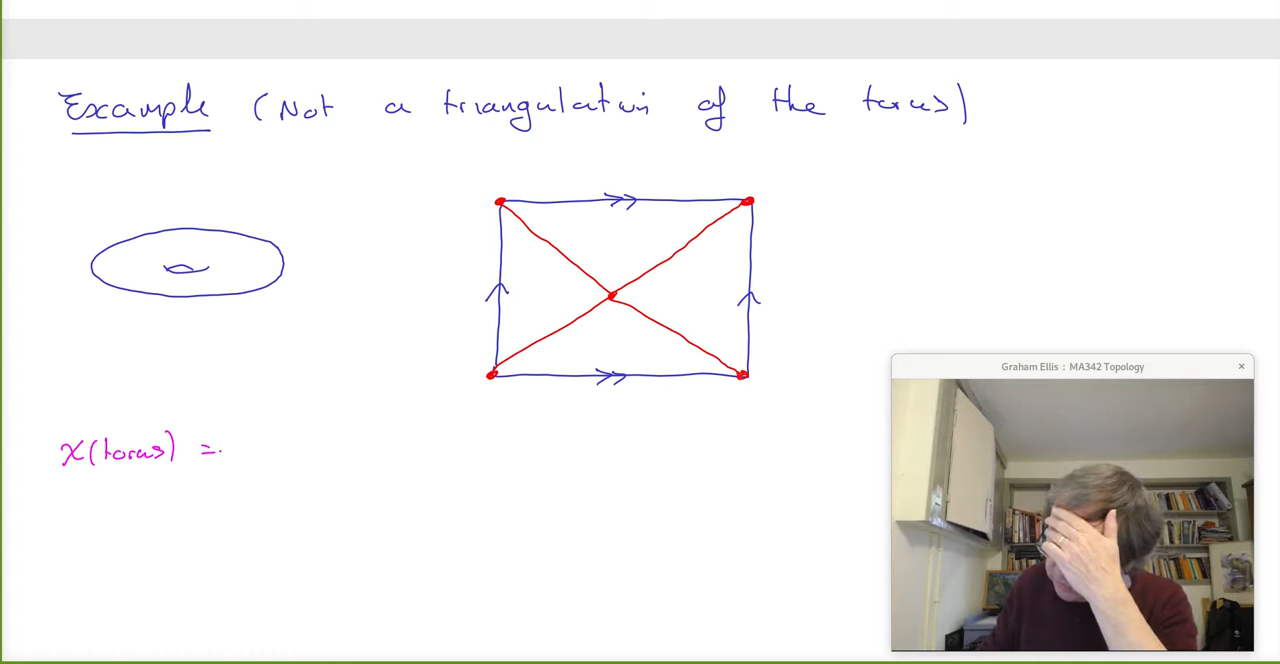 Example (Not a triangulation of the torus)
χ(torus) =
Graham Ellis : MA342 Topology